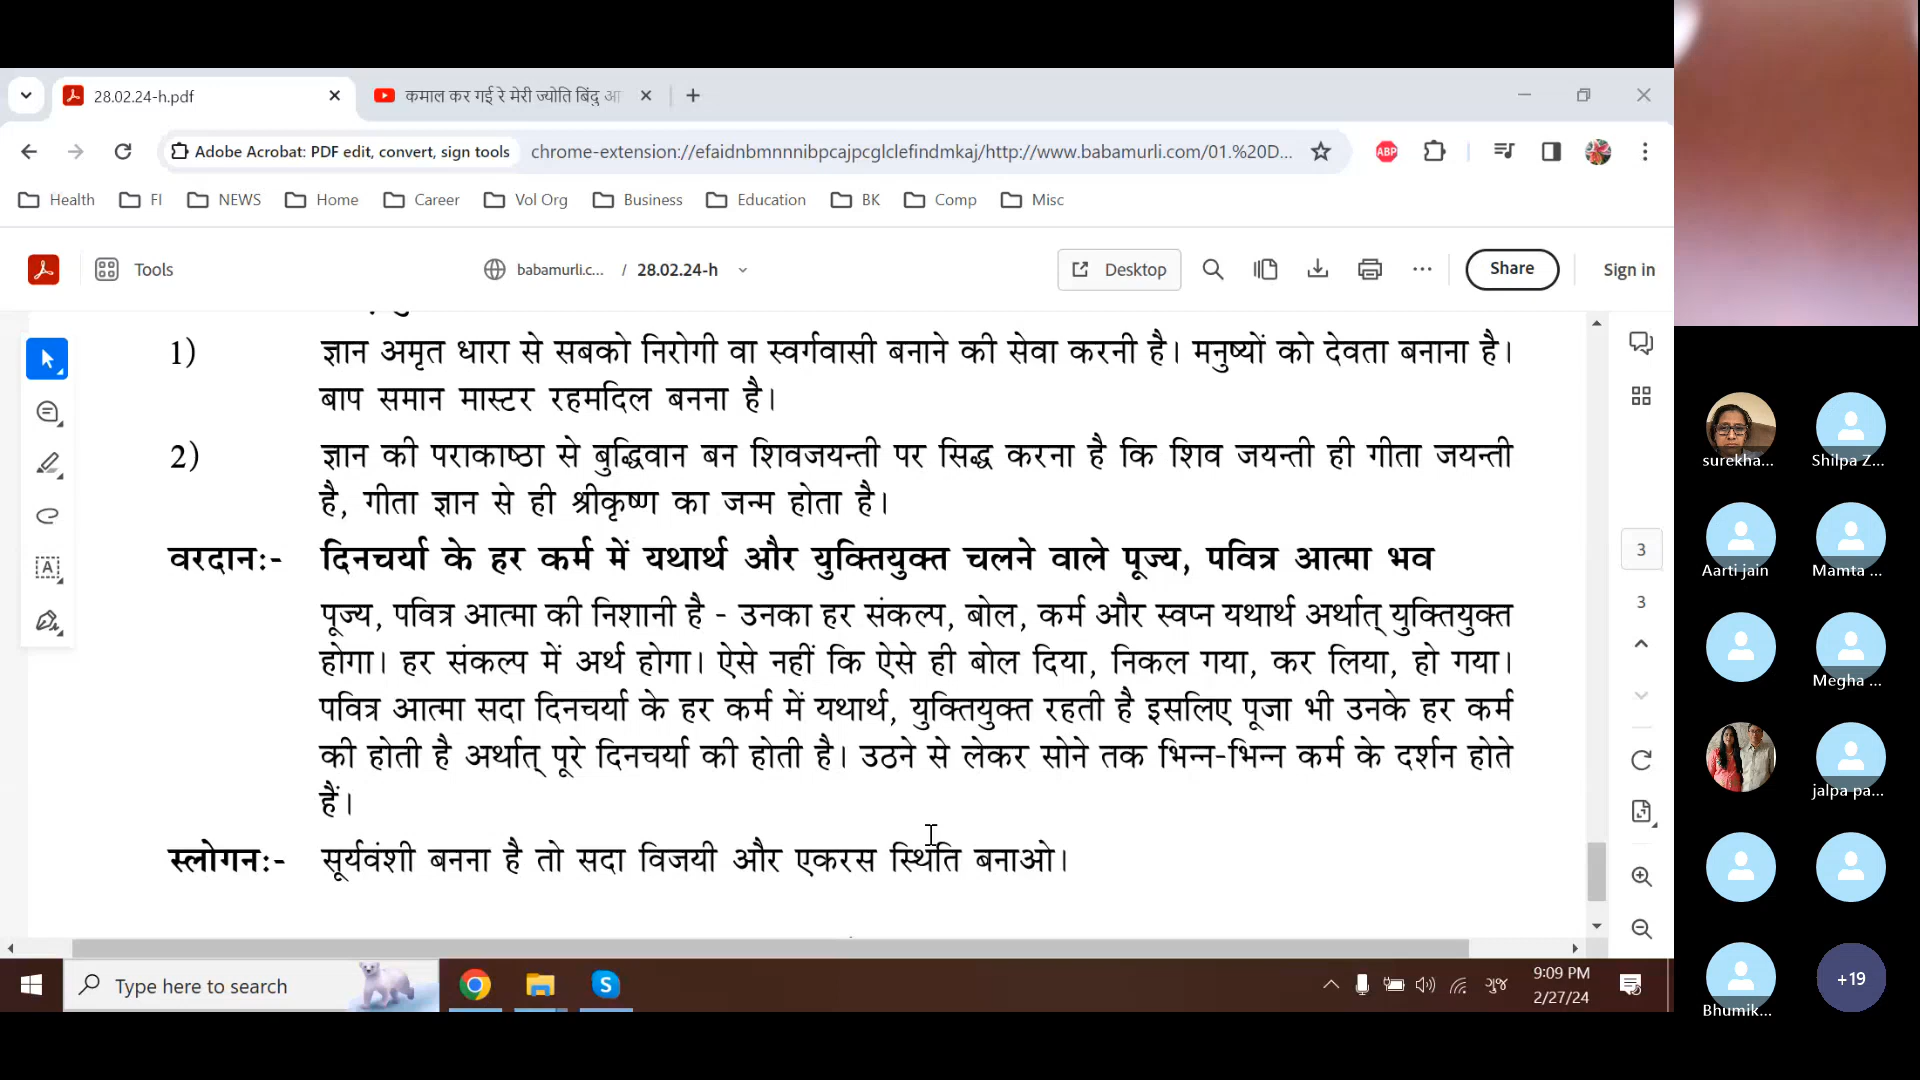 28.02.24-h.pdf
कमाल कर गई रे मेरी ज्योति बिंदु आ
Adobe Acrobat: PDF edit, convert, sign tools
chrome-extension://efaidnbmnnnibpcajpcglclefindmkaj/http://www.babamurli.com/01.%20D...
ABP
Health FI NEWS Home Career Vol Org Business Education BK Comp Misc
Tools
babamurli.c... / 28.02.24-h
Desktop
Share
Sign in
1) ज्ञान अमृत धारा से सबको निरोगी वा स्वर्गवासी बनाने की सेवा करनी है। मनुष्यों को देवता बनाना है।
बाप समान मास्टर रहमदिल बनना है।
2) ज्ञान की पराकाष्ठा से बुद्धिवान बन शिवजयन्ती पर सिद्ध करना है कि शिव जयन्ती ही गीता जयन्ती
है, गीता ज्ञान से ही श्रीकृष्ण का जन्म होता है।
वरदान:- दिनचर्या के हर कर्म में यथार्थ और युक्तियुक्त चलने वाले पूज्य, पवित्र आत्मा भव
पूज्य, पवित्र आत्मा की निशानी है - उनका हर संकल्प, बोल, कर्म और स्वप्न यथार्थ अर्थात् युक्तियुक्त
होगा। हर संकल्प में अर्थ होगा। ऐसे नहीं कि ऐसे ही बोल दिया, निकल गया, कर लिया, हो गया।
पवित्र आत्मा सदा दिनचर्या के हर कर्म में यथार्थ, युक्तियुक्त रहती है इसलिए पूजा भी उनके हर कर्म
की होती है अर्थात् पूरे दिनचर्या की होती है। उठने से लेकर सोने तक भिन्न-भिन्न कर्म के दर्शन होते
हैं।
स्लोगन:- सूर्यवंशी बनना है तो सदा विजयी और एकरस स्थिति बनाओ।
3
3
Type here to search
ગુજ
9:09 PM
2/27/24
surekha...
Shilpa Z...
Aarti jain
Mamta ...
Megha ...
jalpa pa...
Bhumik...
+19